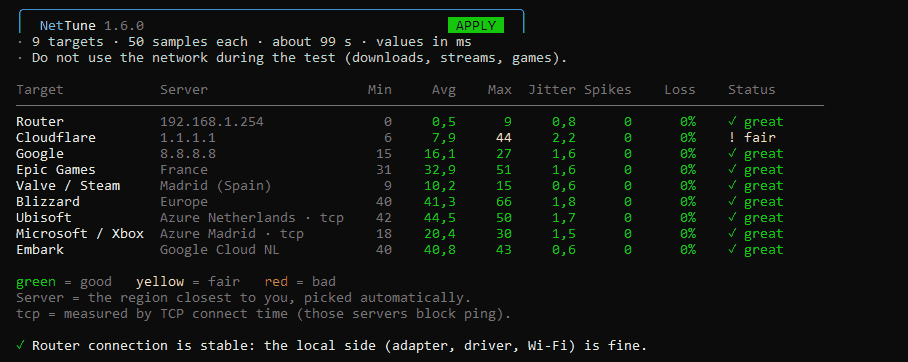 NetTune 1.6.0 APPLY
· 9 targets · 50 samples each · about 99 s · values in ms
· Do not use the network during the test (downloads, streams, games).
Target Server Min Avg Max Jitter Spikes Loss Status
Router 192.168.1.254 0 0,5 9 0,8 0 0% ✓ great
Cloudflare 1.1.1.1 6 7,9 44 2,2 0 0% ! fair
Google 8.8.8.8 15 16,1 27 1,6 0 0% ✓ great
Epic Games France 31 32,9 51 1,6 0 0% ✓ great
Valve / Steam Madrid (Spain) 9 10,2 15 0,6 0 0% ✓ great
Blizzard Europe 40 41,3 66 1,8 0 0% ✓ great
Ubisoft Azure Netherlands · tcp 42 44,5 50 1,7 0 0% ✓ great
Microsoft / Xbox Azure Madrid · tcp 18 20,4 30 1,5 0 0% ✓ great
Embark Google Cloud NL 40 40,8 43 0,6 0 0% ✓ great
green = good yellow = fair red = bad
Server = the region closest to you, picked automatically.
tcp = measured by TCP connect time (those servers block ping).
✓ Router connection is stable: the local side (adapter, driver, Wi-Fi) is fine.